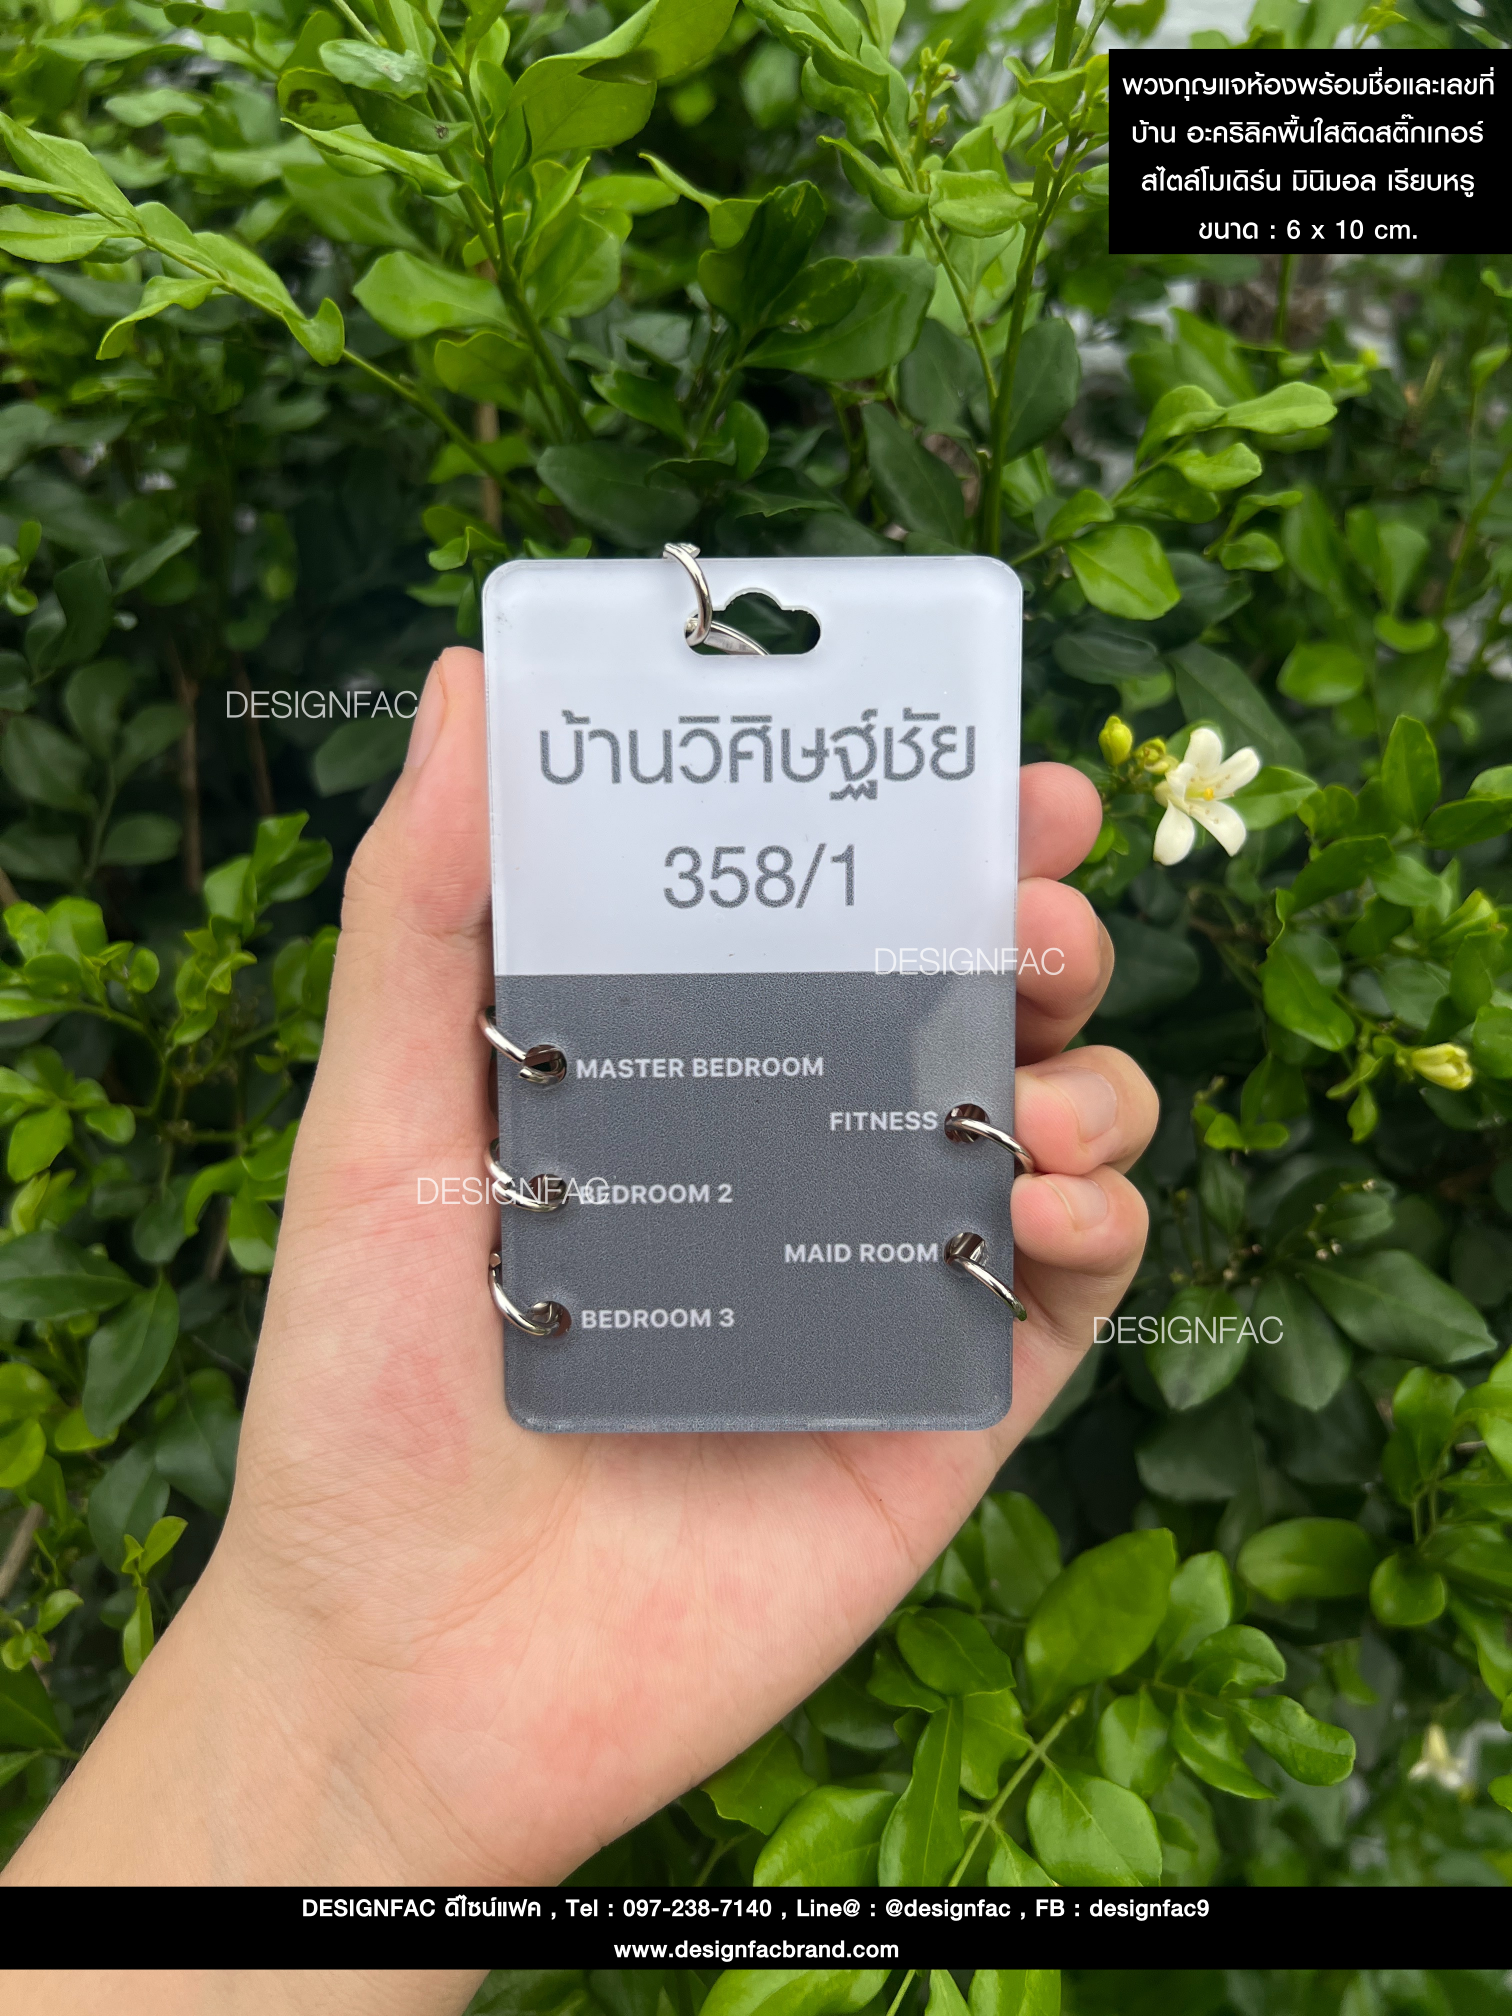 พวงกุญแจห้องพร้อมชื่อและเลขที่
บ้าน อะคริลิคพื้นใสติดสติ๊กเกอร์
สไตล์โมเดิร์น มินิมอล เรียบหรู
ขนาด : 6 x 10 cm.
DESIGNFAC
บ้านวิศิษฐ์ชัย
358/1
DESIGNFAC
MASTER BEDROOM
FITNESS
DESIGNFAC
BEDROOM 2
MAID ROOM
BEDROOM 3
DESIGNFAC
DESIGNFAC ดีไซน์แฟค , Tel : 097-238-7140 , Line@ : @designfac , FB : designfac9
www.designfacbrand.com